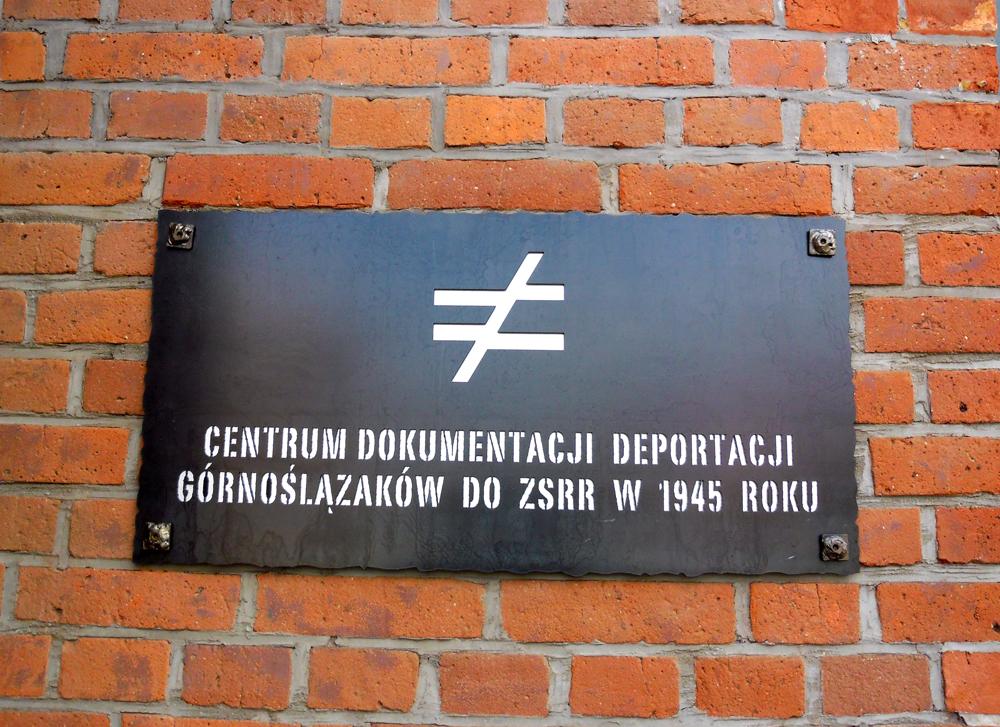 CENTRUM DOKUMENTACJI DEPORTACJI
GÓRNOŚLĄZAKÓW DO ZSRR W 1945 ROKU